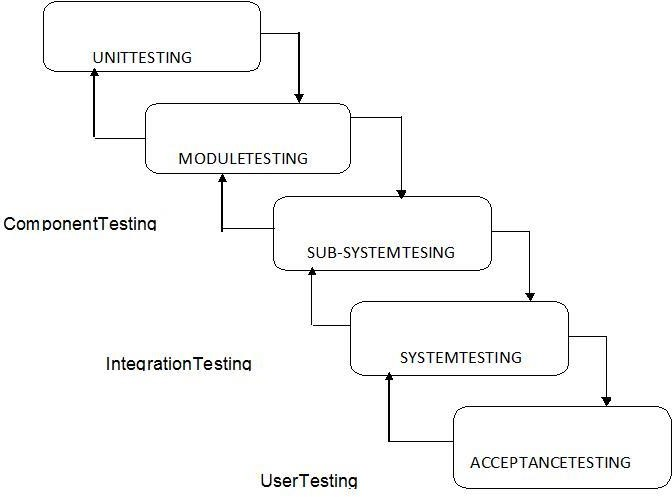 UNITTESTING
MODULETESTING
ComponentTesting
SUB-SYSTEMTESING
SYSTEMTESTING
IntegrationTesting
ACCEPTANCETESTING
UserTesting